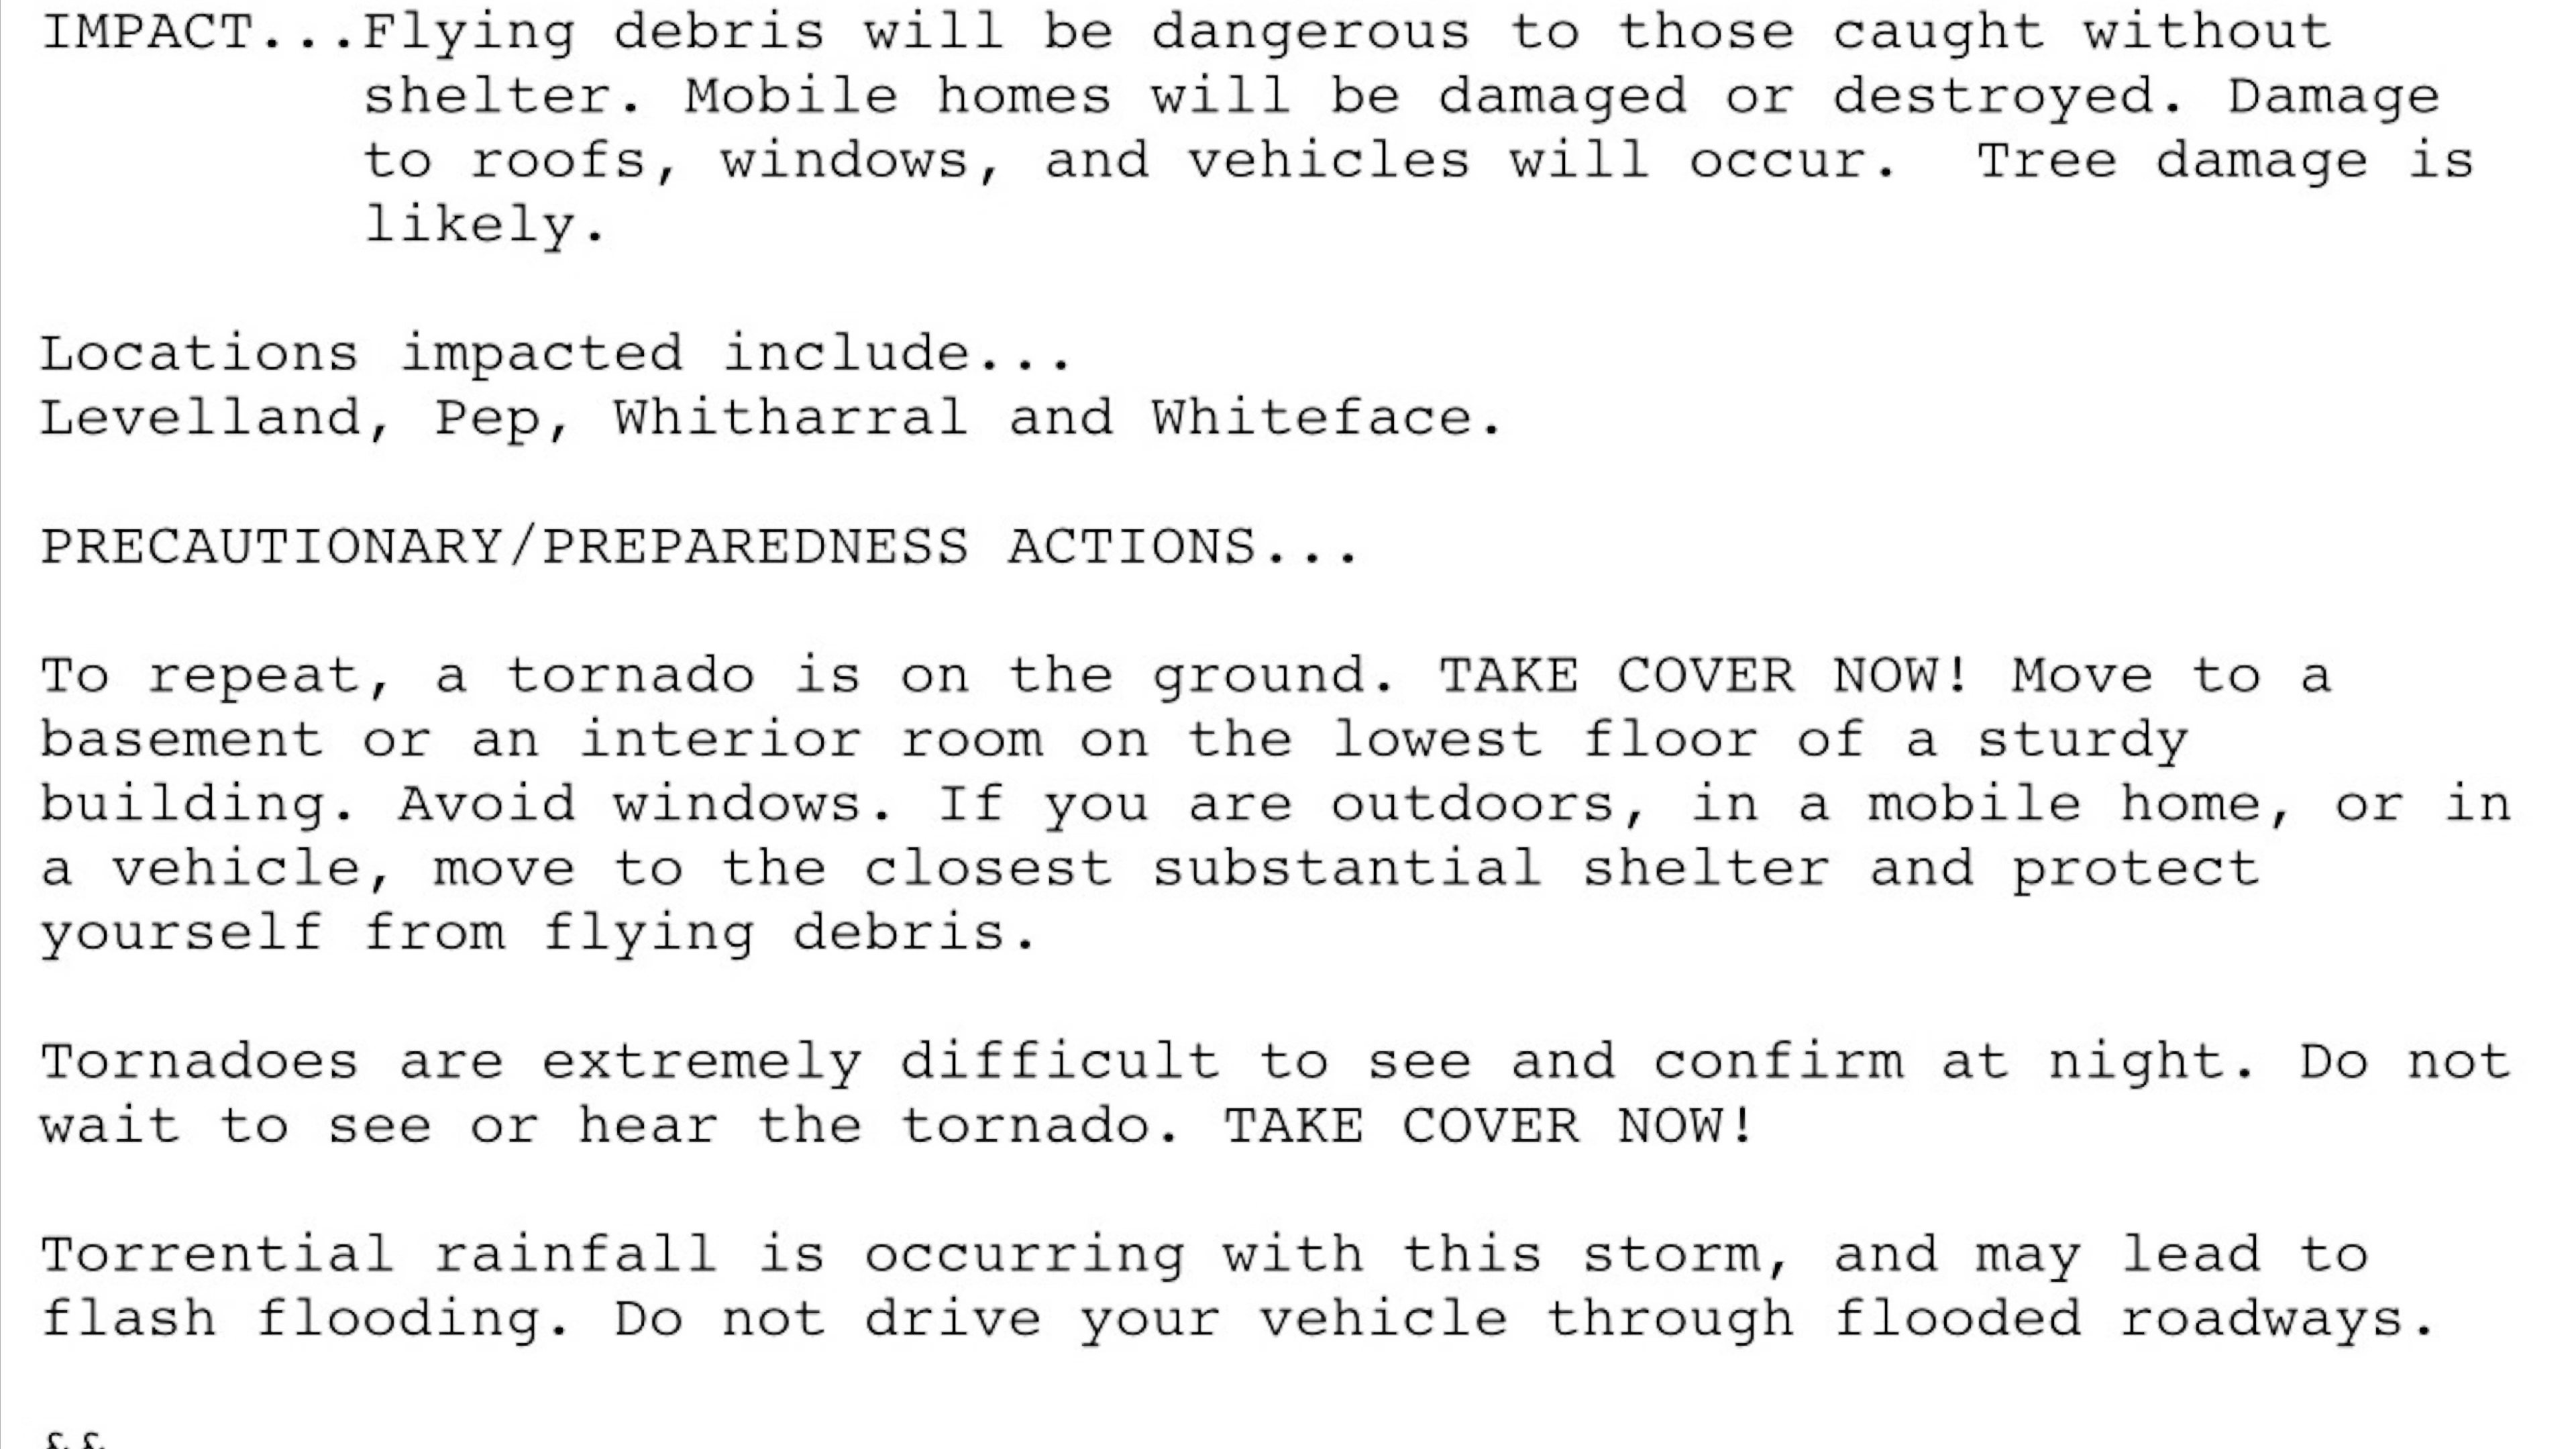 IMPACT...Flying debris will be dangerous to those caught without
shelter. Mobile homes will be damaged or destroyed. Damage
to roofs, windows, and vehicles will occur.  Tree damage is
likely.
Locations impacted include...
Levelland, Pep, Whitharral and Whiteface.
PRECAUTIONARY/PREPAREDNESS ACTIONS...
To repeat, a tornado is on the ground. TAKE COVER NOW! Move to a
basement or an interior room on the lowest floor of a sturdy
building. Avoid windows. If you are outdoors, in a mobile home, or in
a vehicle, move to the closest substantial shelter and protect
yourself from flying debris.
Tornadoes are extremely difficult to see and confirm at night. Do not
wait to see or hear the tornado. TAKE COVER NOW!
Torrential rainfall is occurring with this storm, and may lead to
flash flooding. Do not drive your vehicle through flooded roadways.
&&